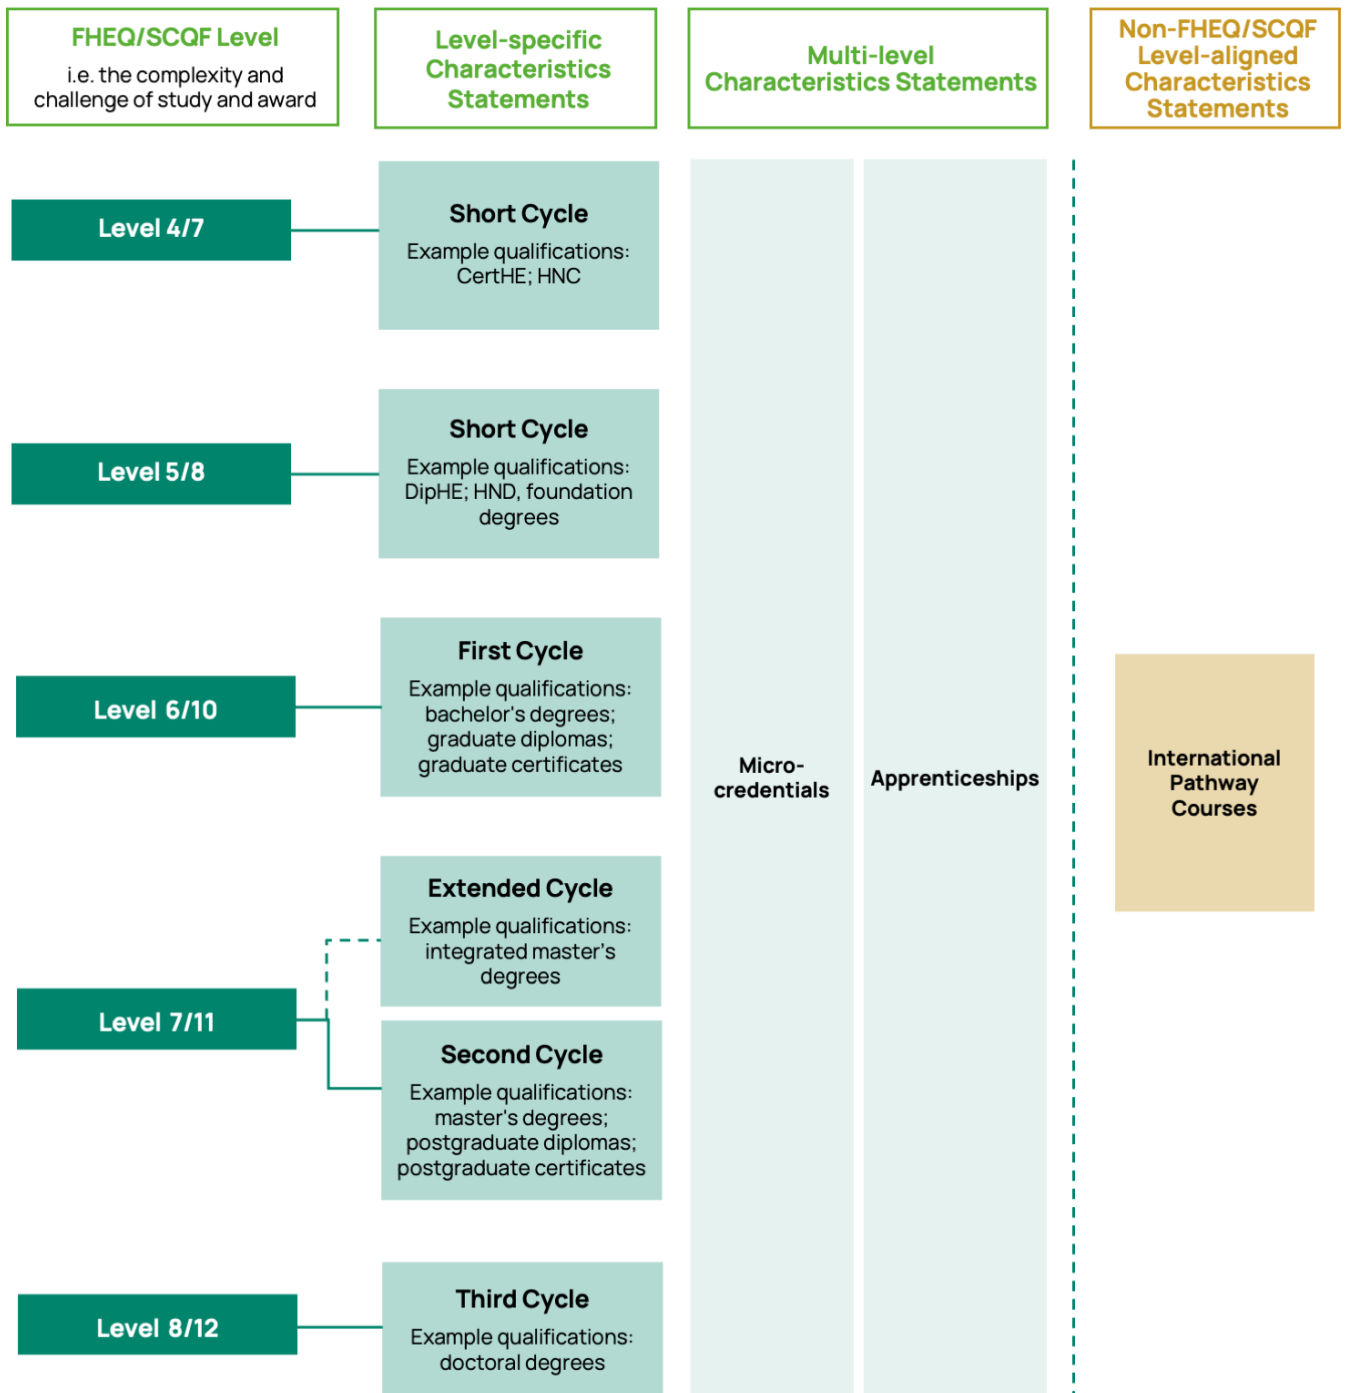 FHEQ/SCQF Level
i.e. the complexity and
challenge of study and award
Level-specific
Characteristics
Statements
Multi-level
Characteristics Statements
Non-FHEQ/SCQF
Level-aligned
Characteristics
Statements
Level 4/7
Short Cycle
Example qualifications:
CertHE; HNC
Level 5/8
Short Cycle
Example qualifications:
DipHE; HND, foundation
degrees
Level 6/10
First Cycle
Example qualifications:
bachelor's degrees;
graduate diplomas;
graduate certificates
Level 7/11
Extended Cycle
Example qualifications:
integrated master's
degrees
Second Cycle
Example qualifications:
master's degrees;
postgraduate diplomas;
postgraduate certificates
Level 8/12
Third Cycle
Example qualifications:
doctoral degrees
Micro-
credentials
Apprenticeships
International
Pathway
Courses